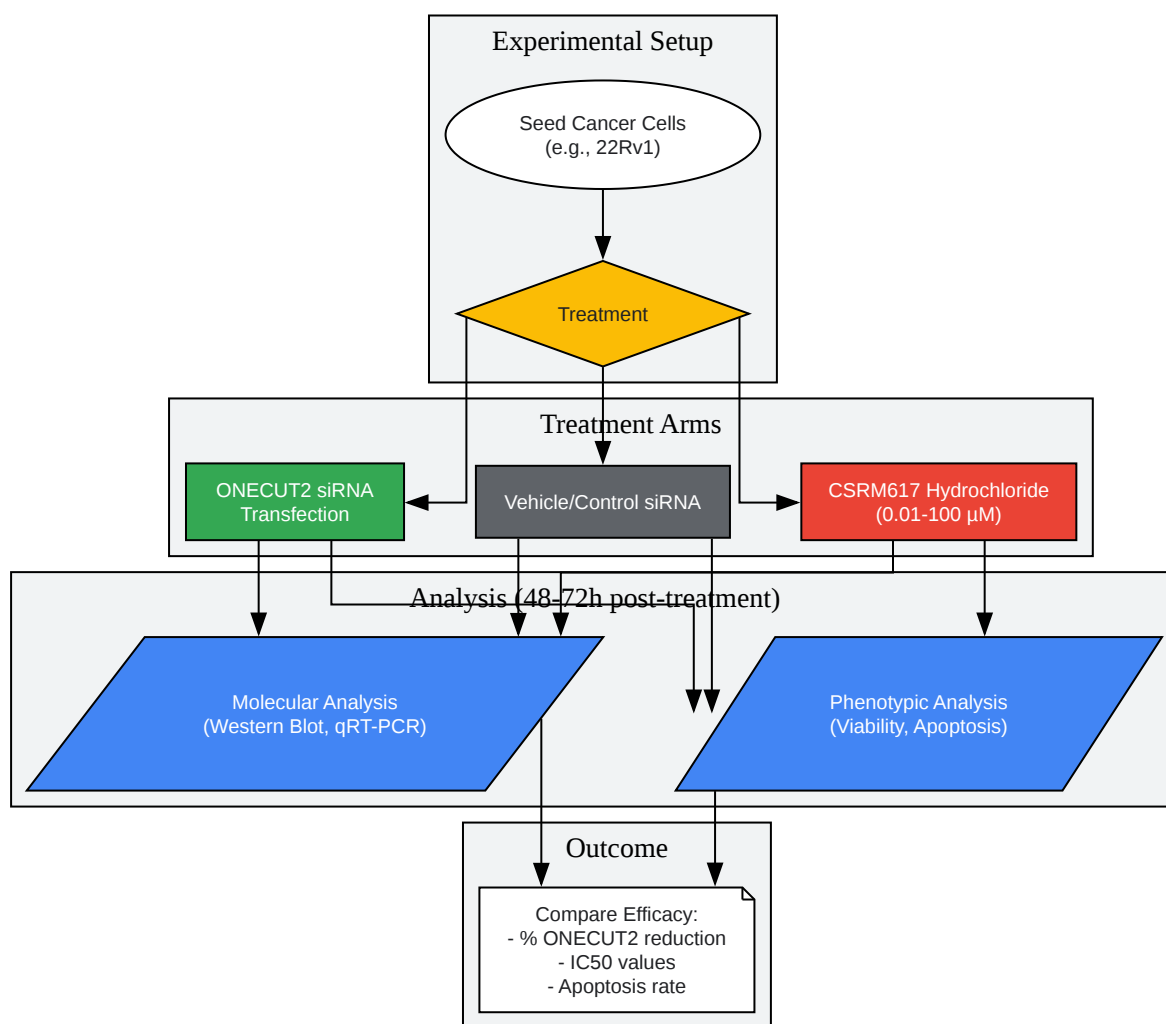 Experimental Setup
Seed Cancer Cells
(e.g., 22Rv1)
Treatment
Treatment Arms
ONECUT2 siRNA
Transfection
Vehicle/Control siRNA
CSRM617 Hydrochloride
(0.01-100 µM)
Analysis (48-72h post-treatment)
Molecular Analysis
(Western Blot, qRT-PCR)
Phenotypic Analysis
(Viability, Apoptosis)
Outcome
Compare Efficacy:
- % ONECUT2 reduction
- IC50 values
- Apoptosis rate